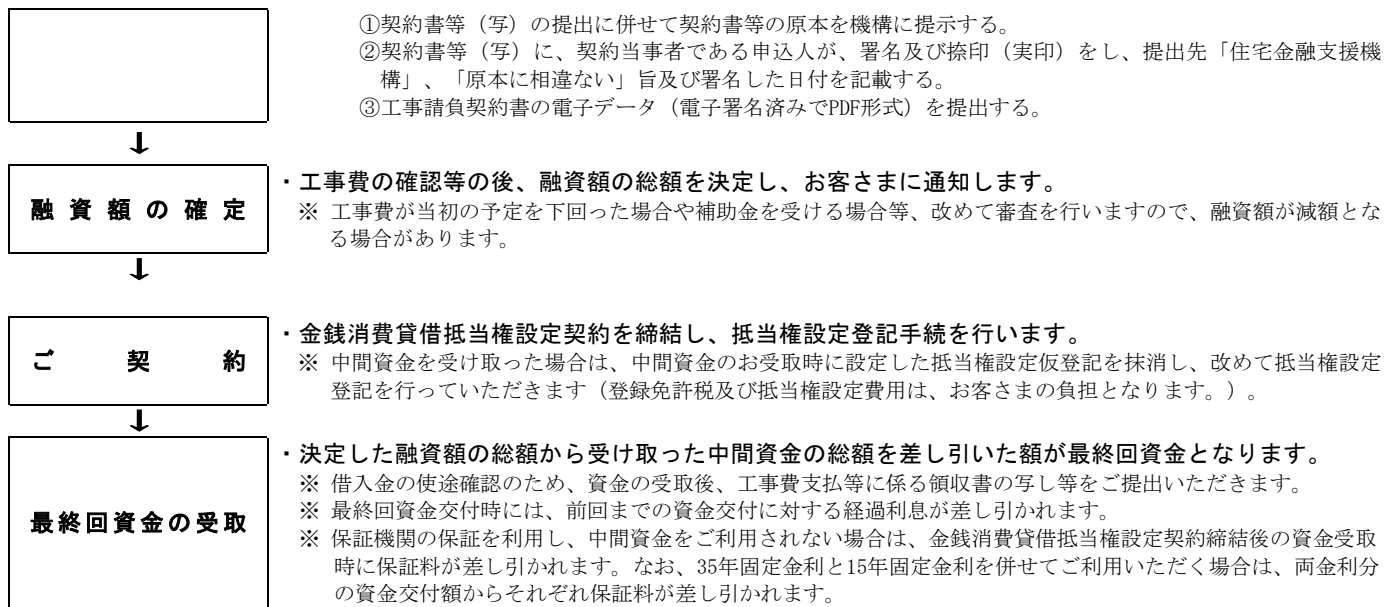 ①契約書等（写）の提出に併せて契約書等の原本を機構に提示する。
②契約書等（写）に、契約当事者である申込人が、署名及び捺印（実印）をし、提出先「住宅金融支援機
構」、「原本に相違ない」旨及び署名した日付を記載する。
③工事請負契約書の電子データ（電子署名済みでPDF形式）を提出する。
↓
融資額の確定
・工事費の確認等の後、融資額の総額を決定し、お客さまに通知します。
※ 工事費が当初の予定を下回った場合や補助金を受ける場合等、改めて審査を行いますので、融資額が減額とな
る場合があります。
↓
ご契約
・金銭消費貸借抵当権設定契約を締結し、抵当権設定登記手続を行います。
※ 中間資金を受け取った場合は、中間資金のお受取時に設定した抵当権設定仮登記を抹消し、改めて抵当権設定
登記を行っていただきます（登録免許税及び抵当権設定費用は、お客さまの負担となります。）。
↓
最終回資金の受取
・決定した融資額の総額から受け取った中間資金の総額を差し引いた額が最終回資金となります。
※ 借入金の使途確認のため、資金の受取後、工事費支払等に係る領収書の写し等をご提出いただきます。
※ 最終回資金交付時には、前回までの資金交付に対する経過利息が差し引かれます。
※ 保証機関の保証を利用し、中間資金をご利用されない場合は、金銭消費貸借抵当権設定契約締結後の資金受取
時に保証料が差し引かれます。なお、35年固定金利と15年固定金利を併せてご利用いただく場合は、両金利分
の資金交付額からそれぞれ保証料が差し引かれます。